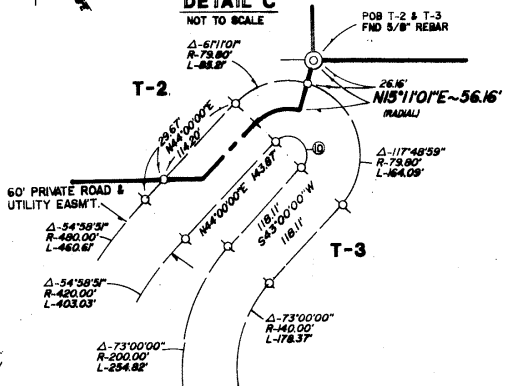 DETAIL C
NOT TO SCALE
POB T-2 & T-3
FND 5/8" REBAR
Δ-61°11'01"
R-79.80'
L-85.21'
T-2
26.16'
N15°11'01"E~56.16'
(RADIAL)
29.67'
N44°00'00"E
114.20'
Δ-117°48'59"
R-79.80'
L-164.09'
N44°00'00"E 143.87'
118.11'
S43°00'00"W
118.11'
60' PRIVATE ROAD &
UTILITY EASM'T.
Δ-54°58'51"
R-480.00'
L-460.61'
T-3
Δ-54°58'51"
R-420.00'
L-403.03'
Δ-73°00'00"
R-200.00'
L-254.82'
Δ-73°00'00"
R-140.00'
L-178.37'